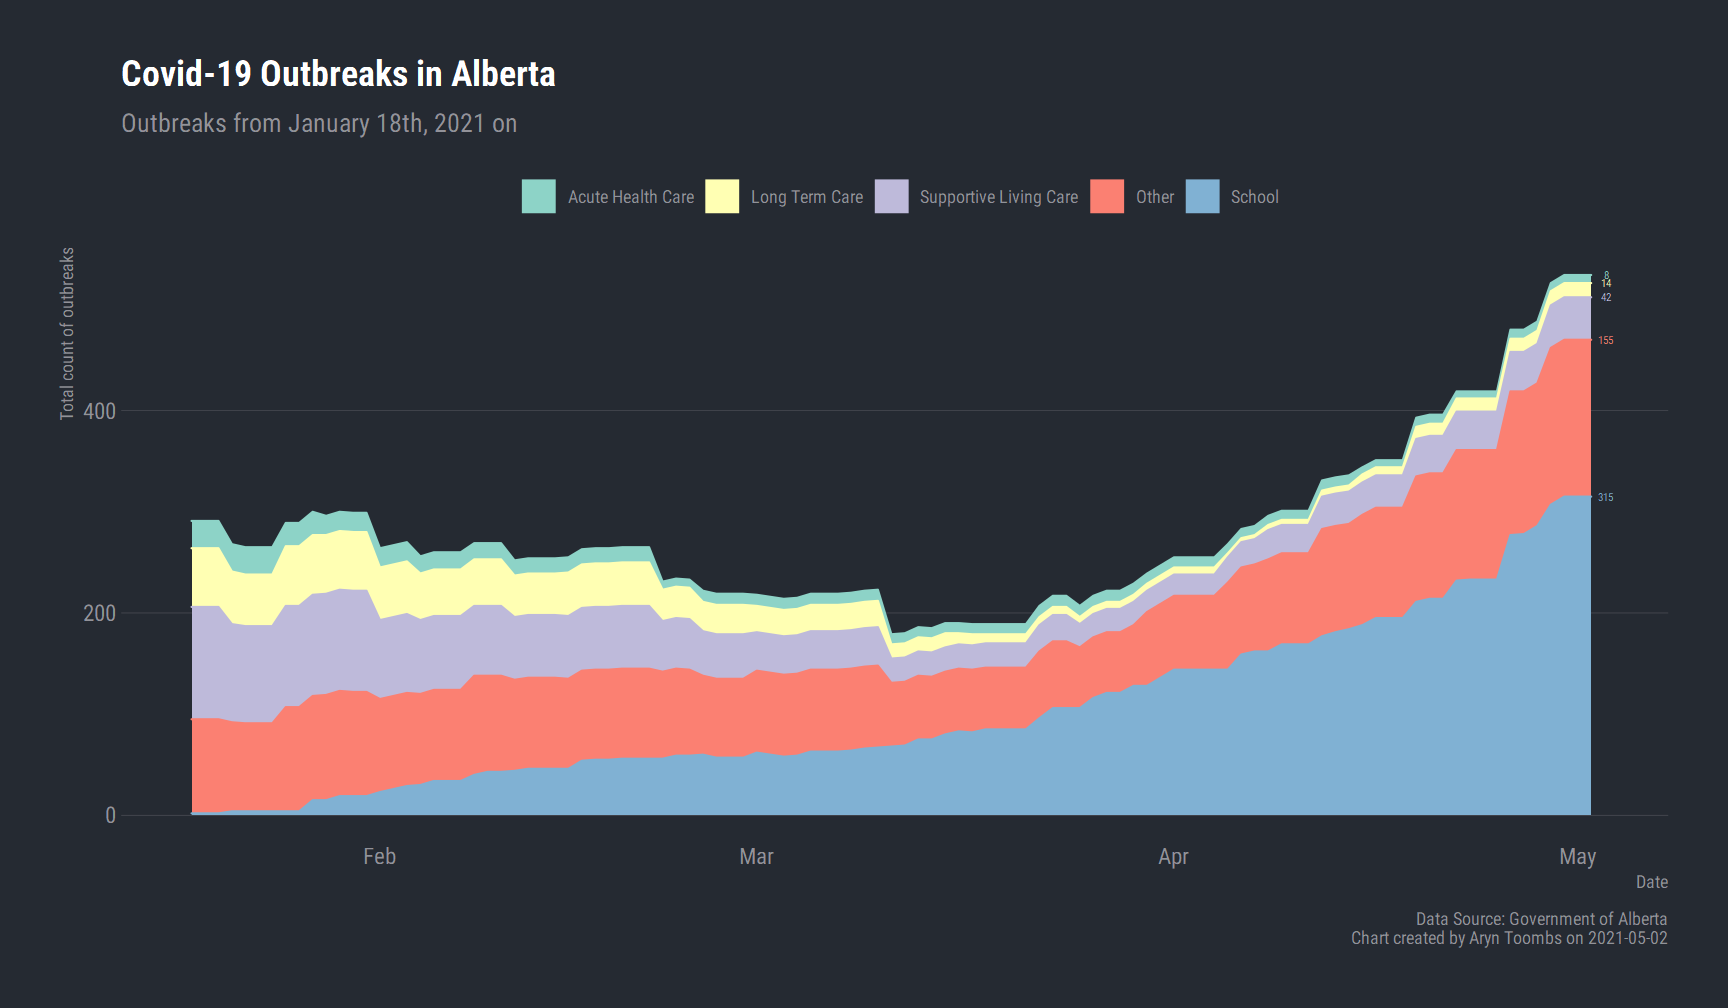 Covid-19 Outbreaks in Alberta
Outbreaks from January 18th, 2021 on
Acute Health Care
Long Term Care
Supportive Living Care
Other
School
Total count of outbreaks
8
14
42
155
315
400
200
0
Feb
Mar
Apr
May
Date
Data Source: Government of Alberta
Chart created by Aryn Toombs on 2021-05-02